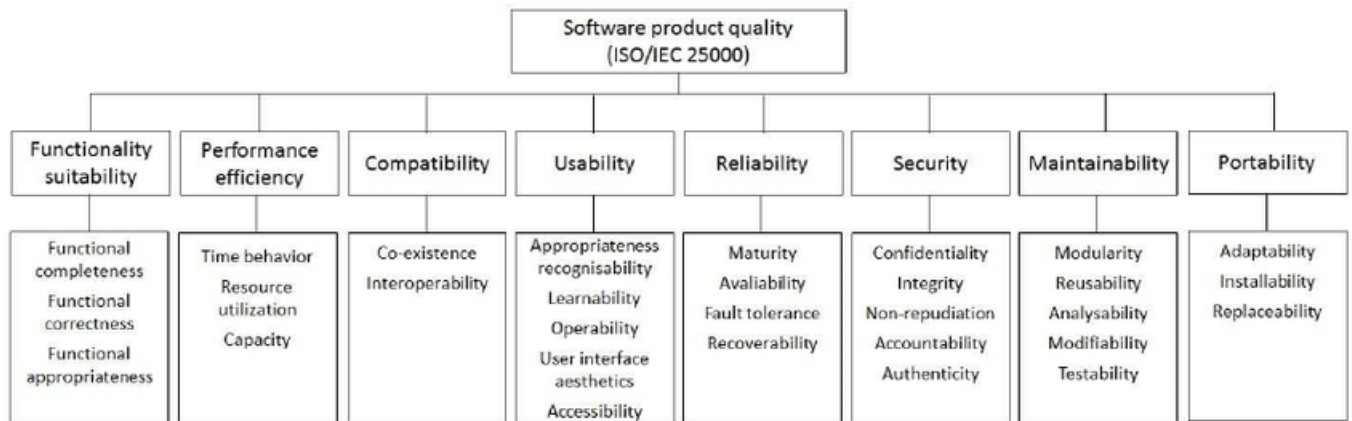 Software product quality
(ISO/IEC 25000)
Functionality
suitability
Performance
efficiency
Compatibility
Usability
Reliability
Security
Maintainability
Portability
Functional
completeness
Functional
correctness
Functional
appropriateness
Time behavior
Resource
utilization
Capacity
Co-existence
Interoperability
Appropriateness
recognisability
Learnability
Operability
User interface
aesthetics
Accessibility
Maturity
Avaliability
Fault tolerance
Recoverability
Confidentiality
Integrity
Non-repudiation
Accountability
Authenticity
Modularity
Reusability
Analysability
Modifiability
Testability
Adaptability
Installability
Replaceability